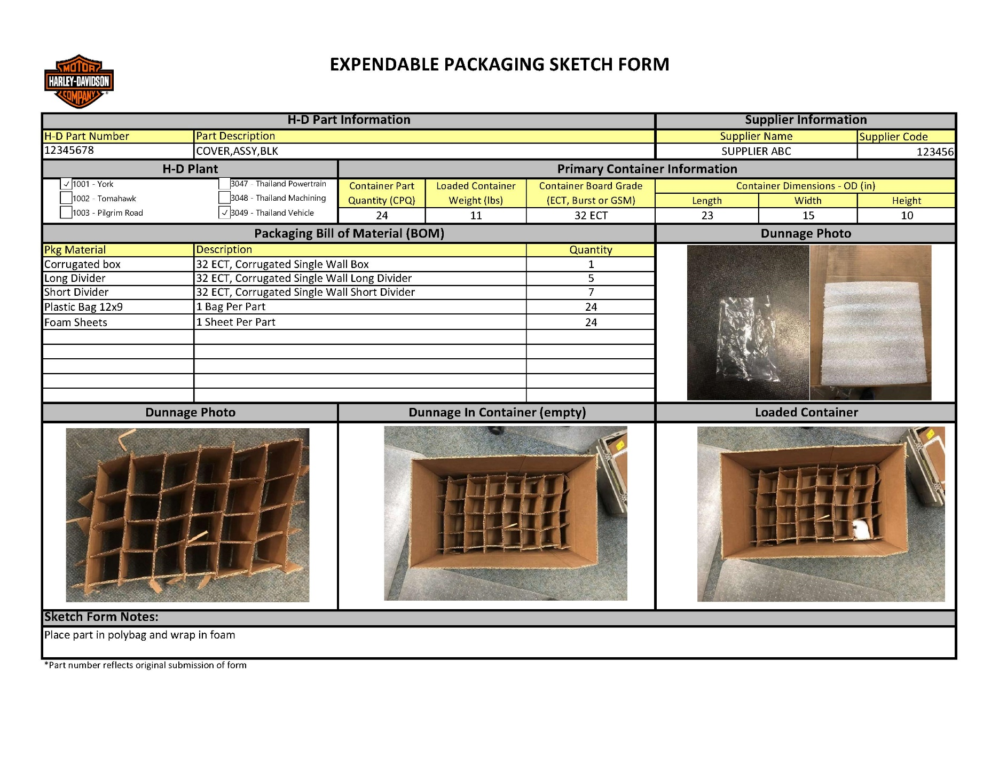 MOTOR
HARLEY-DAVIDSON
COMPANY
®
EXPENDABLE PACKAGING SKETCH FORM
H-D Part Information
Supplier Information
H-D Part Number
Part Description
Supplier Name
Supplier Code
12345678
COVER,ASSY,BLK
SUPPLIER ABC
123456
H-D Plant
Primary Container Information
✓ 1001 - York
3047 - Thailand Powertrain
1002 - Tomahawk
3048 - Thailand Machining
1003 - Pilgrim Road
✓ 3049 - Thailand Vehicle
Container Part
Quantity (CPQ)
Loaded Container
Weight (lbs)
Container Board Grade
(ECT, Burst or GSM)
Container Dimensions - OD (in)
Length
Width
Height
24
11
32 ECT
23
15
10
Packaging Bill of Material (BOM)
Dunnage Photo
Pkg Material
Description
Quantity
Corrugated box
32 ECT, Corrugated Single Wall Box
1
Long Divider
32 ECT, Corrugated Single Wall Long Divider
5
Short Divider
32 ECT, Corrugated Single Wall Short Divider
7
Plastic Bag 12x9
1 Bag Per Part
24
Foam Sheets
1 Sheet Per Part
24
Dunnage Photo
Dunnage In Container (empty)
Loaded Container
Sketch Form Notes:
Place part in polybag and wrap in foam
*Part number reflects original submission of form